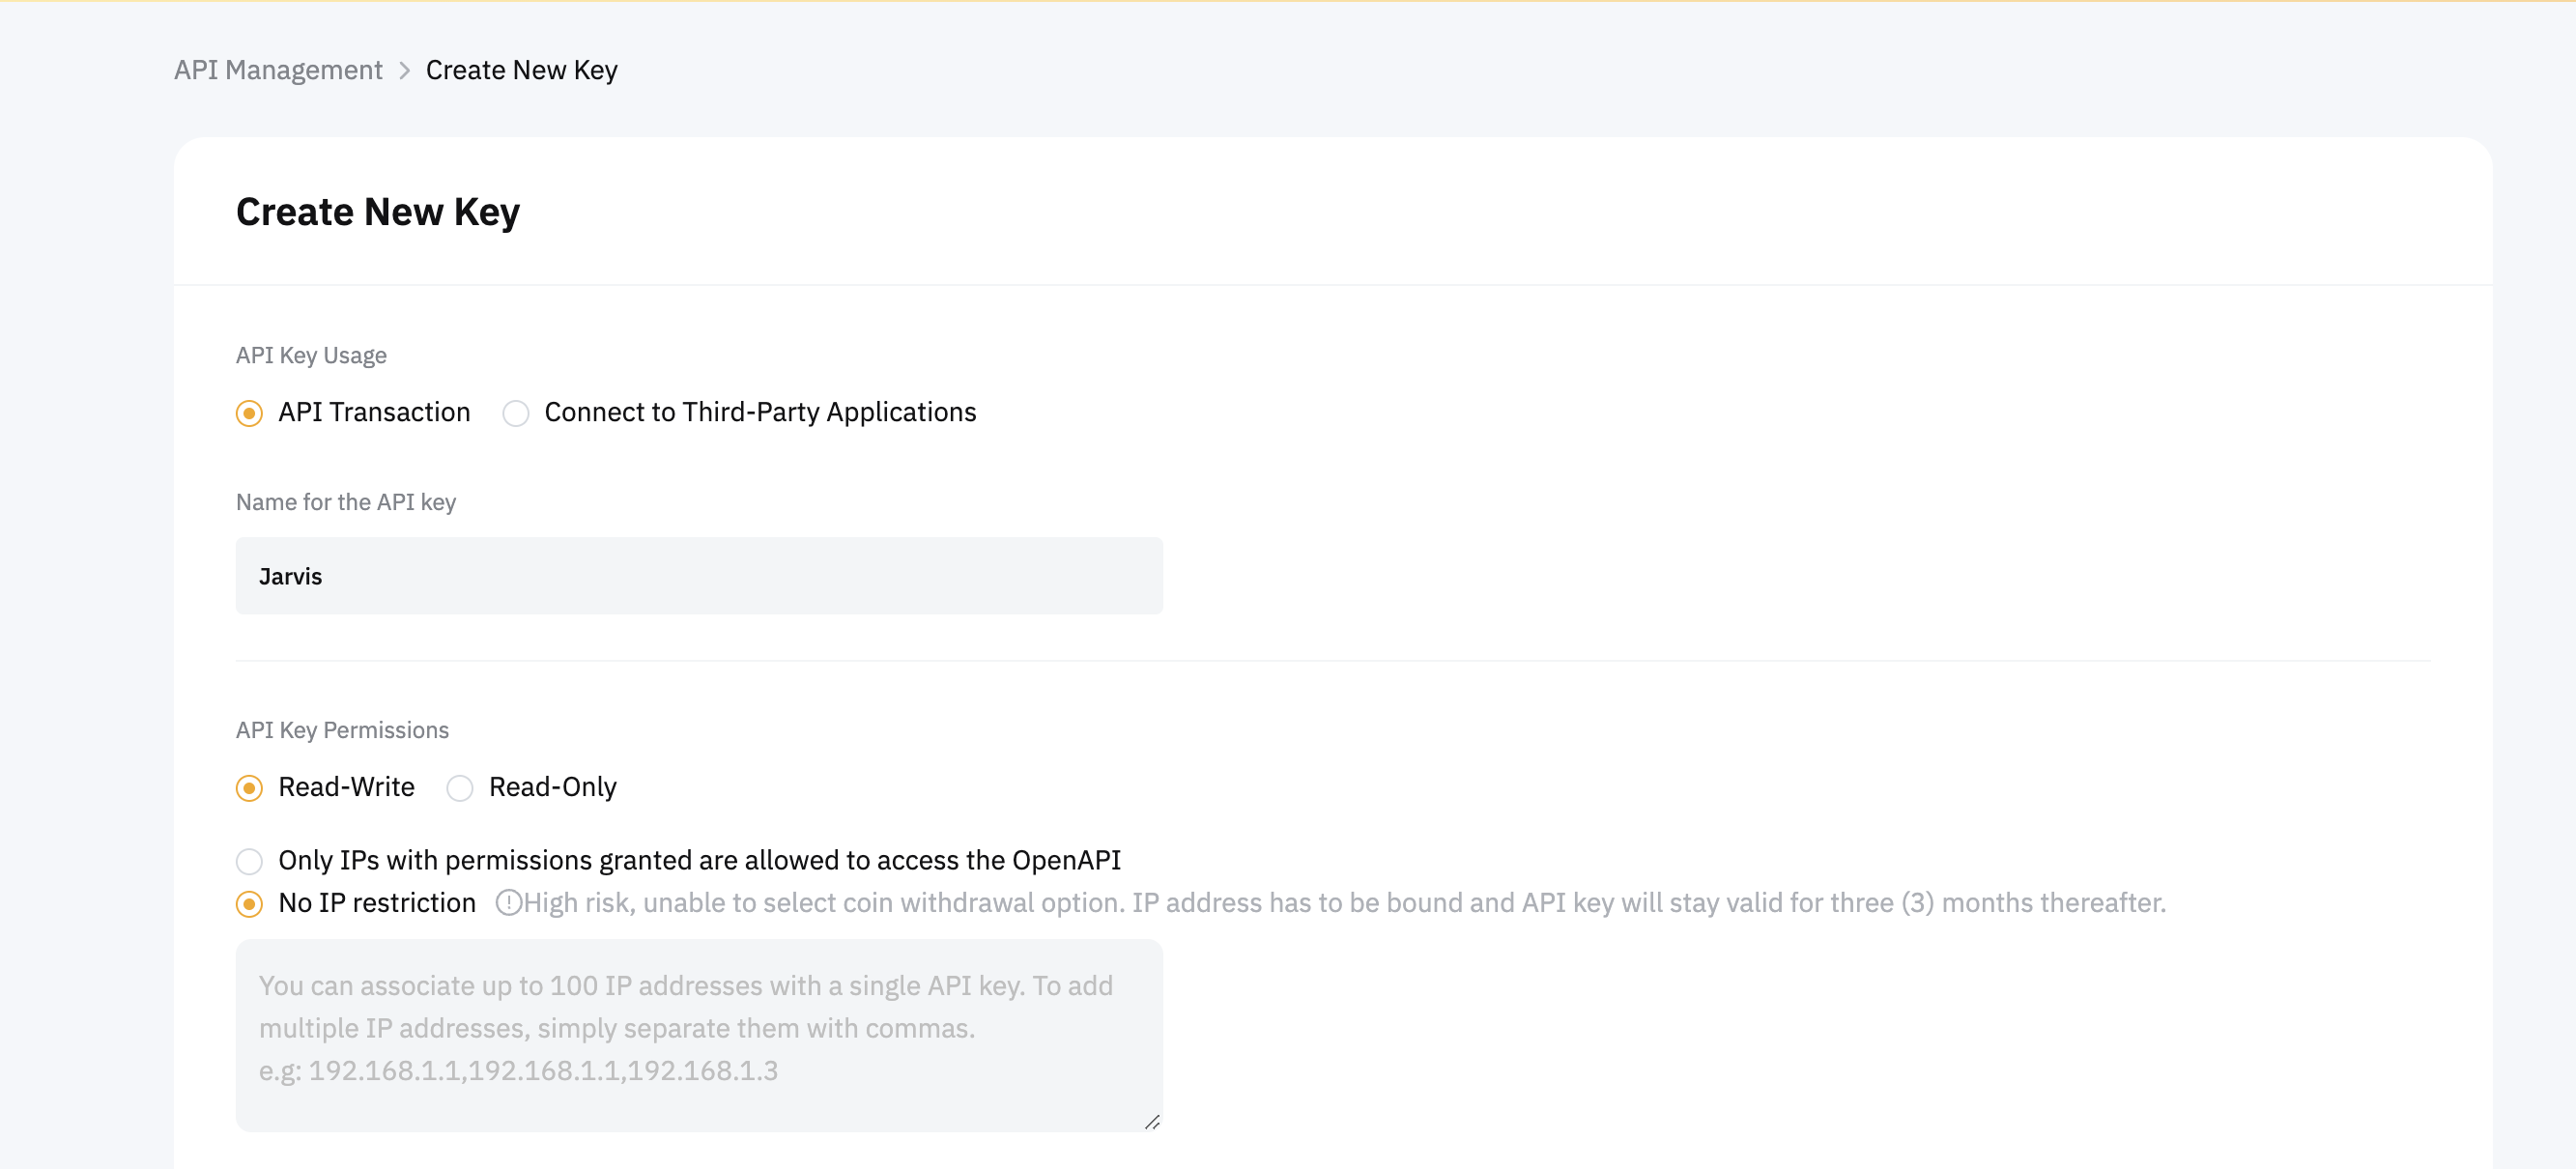 API Management > Create New Key
Create New Key
API Key Usage
API Transaction Connect to Third-Party Applications
Name for the API key
Jarvis
API Key Permissions
Read-Write Read-Only
Only IPs with permissions granted are allowed to access the OpenAPI
No IP restriction High risk, unable to select coin withdrawal option. IP address has to be bound and API key will stay valid for three (3) months thereafter.
You can associate up to 100 IP addresses with a single API key. To add
multiple IP addresses, simply separate them with commas.
e.g: 192.168.1.1,192.168.1.1,192.168.1.3